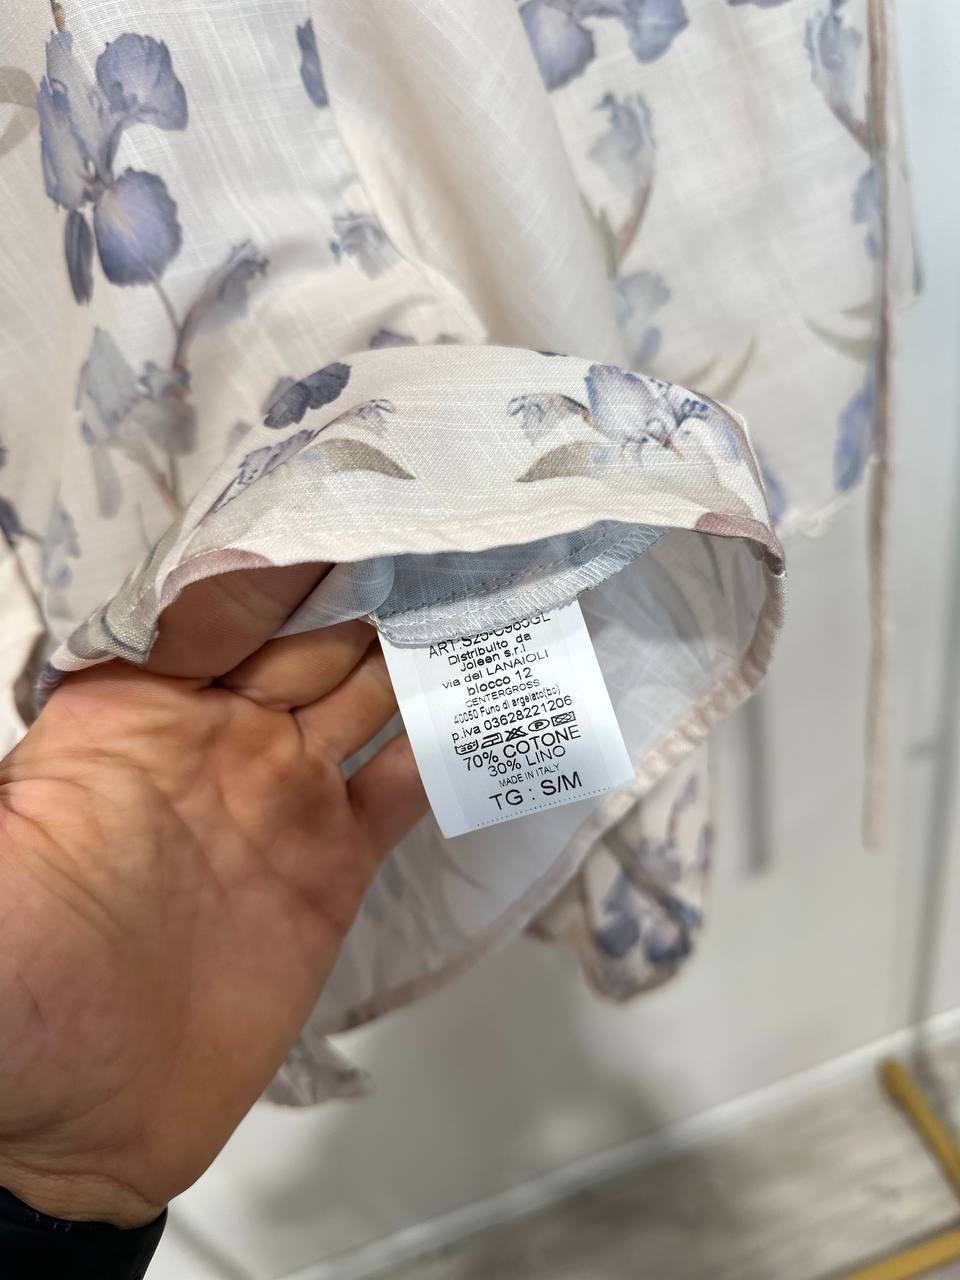 Distribuito da
Joleen s.r.l
via dei LANAIOLI
blocco 12
CENTERGROSS
40050 Funo di argelato(bo)
p.iva 03628221206
70% COTONE
30% LINO
MADE IN ITALY
TG : S/M